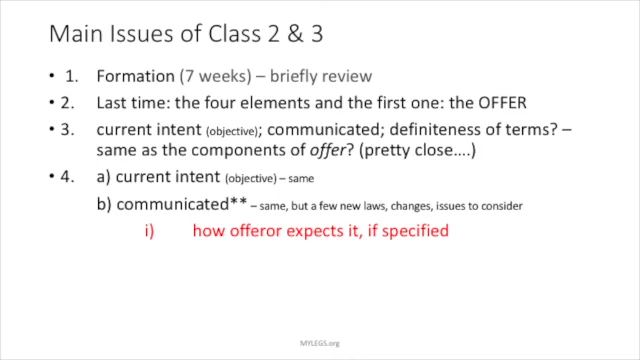 Main Issues of Class 2 & 3
• 1. Formation (7 weeks) – briefly review
• 2. Last time: the four elements and the first one: the OFFER
• 3. current intent (objective); communicated; definiteness of terms? –
same as the components of offer? (pretty close....)
• 4. a) current intent (objective) – same
b) communicated** – same, but a few new laws, changes, issues to consider
i) how offeror expects it, if specified
MYLEGS.org